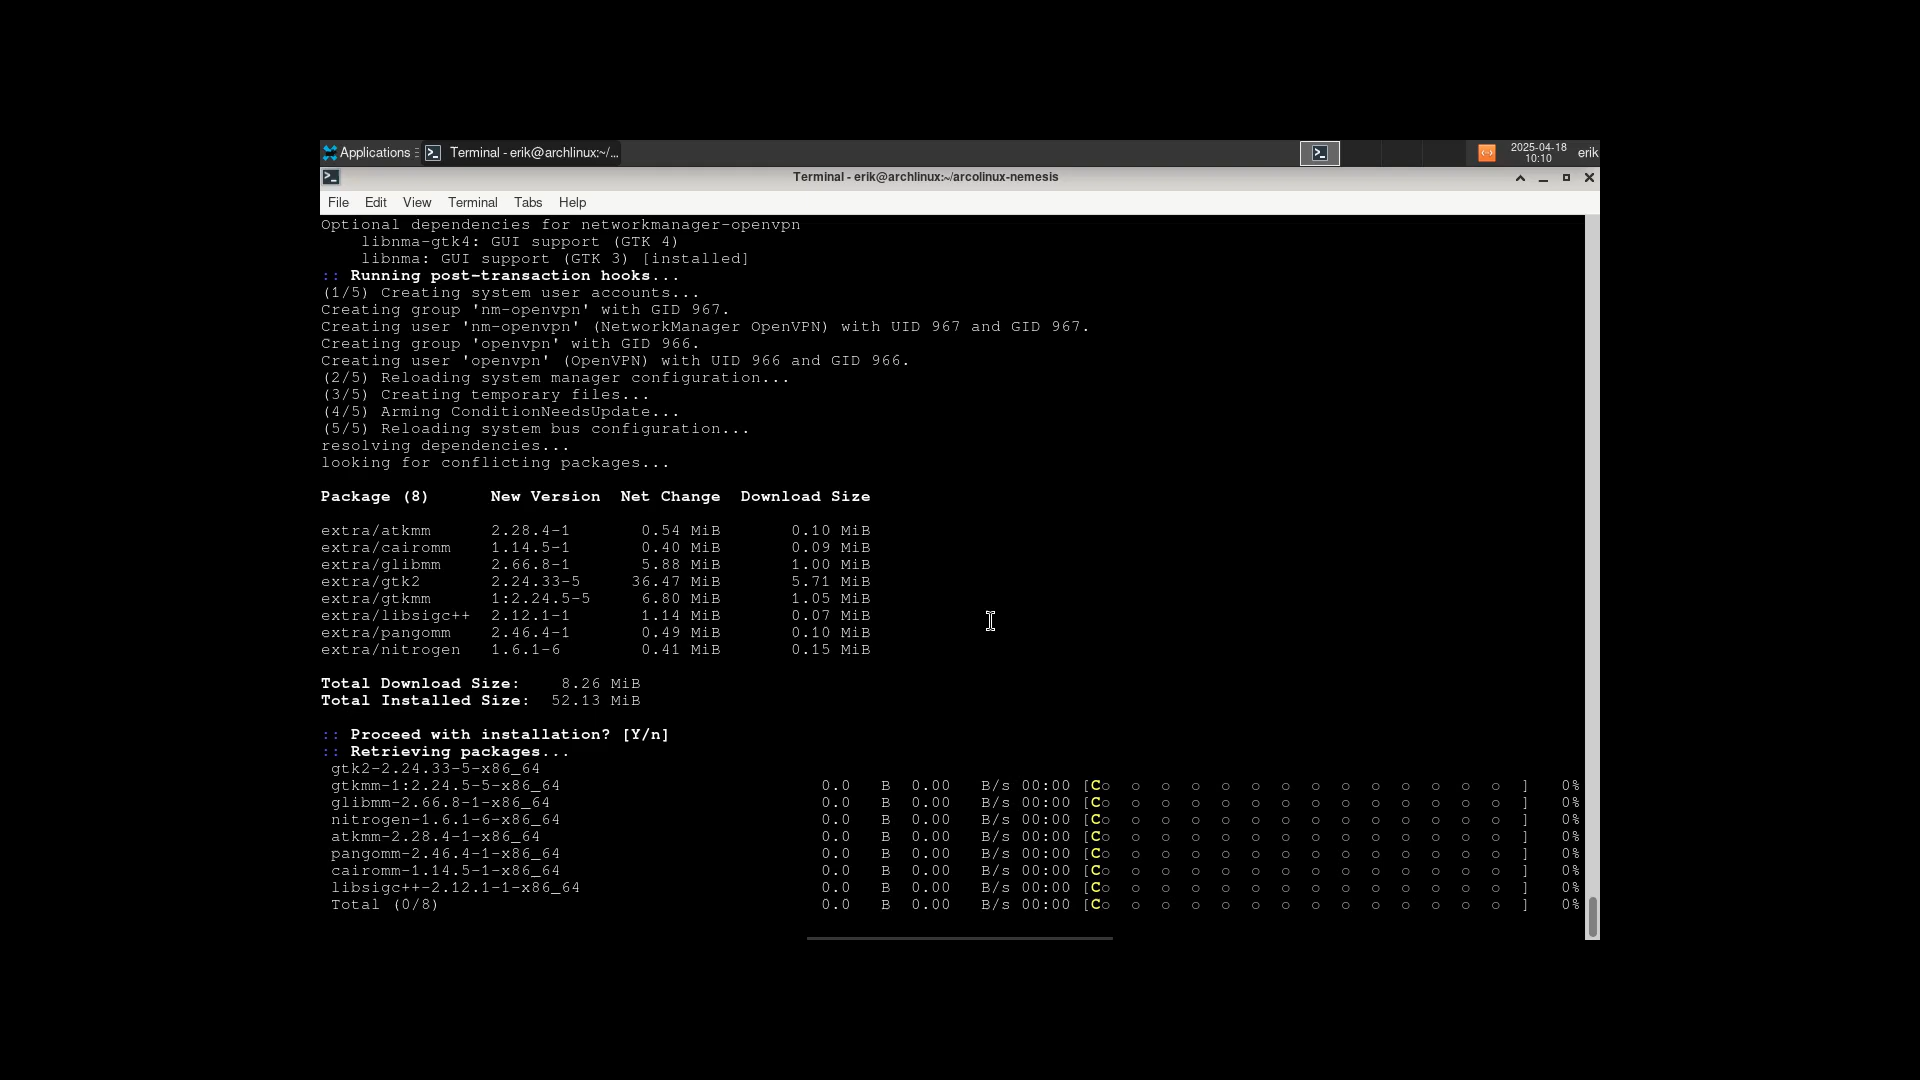 Applications
Terminal - erik@archlinux:~/...
2025-04-18
10:10
erik
Terminal - erik@archlinux:~/arcolinux-nemesis
File Edit View Terminal Tabs Help
Optional dependencies for networkmanager-openvpn
    libnma-gtk4: GUI support (GTK 4)
    libnma: GUI support (GTK 3) [installed]
:: Running post-transaction hooks...
(1/5) Creating system user accounts...
Creating group 'nm-openvpn' with GID 967.
Creating user 'nm-openvpn' (NetworkManager OpenVPN) with UID 967 and GID 967.
Creating group 'openvpn' with GID 966.
Creating user 'openvpn' (OpenVPN) with UID 966 and GID 966.
(2/5) Reloading system manager configuration...
(3/5) Creating temporary files...
(4/5) Arming ConditionNeedsUpdate...
(5/5) Reloading system bus configuration...
resolving dependencies...
looking for conflicting packages...
Package (8)      New Version  Net Change  Download Size
extra/atkmm      2.28.4-1       0.54 MiB       0.10 MiB
extra/cairomm    1.14.5-1       0.40 MiB       0.09 MiB
extra/glibmm     2.66.8-1       5.88 MiB       1.00 MiB
extra/gtk2       2.24.33-5     36.47 MiB       5.71 MiB
extra/gtkmm      1:2.24.5-5     6.80 MiB       1.05 MiB
extra/libsigc++  2.12.1-1       1.14 MiB       0.07 MiB
extra/pangomm    2.46.4-1       0.49 MiB       0.10 MiB
extra/nitrogen   1.6.1-6        0.41 MiB       0.15 MiB
Total Download Size:    8.26 MiB
Total Installed Size:  52.13 MiB
:: Proceed with installation? [Y/n]
:: Retrieving packages...
 gtk2-2.24.33-5-x86_64
 gtkmm-1:2.24.5-5-x86_64 0.0 B 0.00 B/s 00:00 [Co o o o o o o o o o o o o o ] 0%
 glibmm-2.66.8-1-x86_64 0.0 B 0.00 B/s 00:00 [Co o o o o o o o o o o o o o ] 0%
 nitrogen-1.6.1-6-x86_64 0.0 B 0.00 B/s 00:00 [Co o o o o o o o o o o o o o ] 0%
 atkmm-2.28.4-1-x86_64 0.0 B 0.00 B/s 00:00 [Co o o o o o o o o o o o o o ] 0%
 pangomm-2.46.4-1-x86_64 0.0 B 0.00 B/s 00:00 [Co o o o o o o o o o o o o o ] 0%
 cairomm-1.14.5-1-x86_64 0.0 B 0.00 B/s 00:00 [Co o o o o o o o o o o o o o ] 0%
 libsigc++-2.12.1-1-x86_64 0.0 B 0.00 B/s 00:00 [Co o o o o o o o o o o o o o ] 0%
 Total (0/8) 0.0 B 0.00 B/s 00:00 [Co o o o o o o o o o o o o o ] 0%